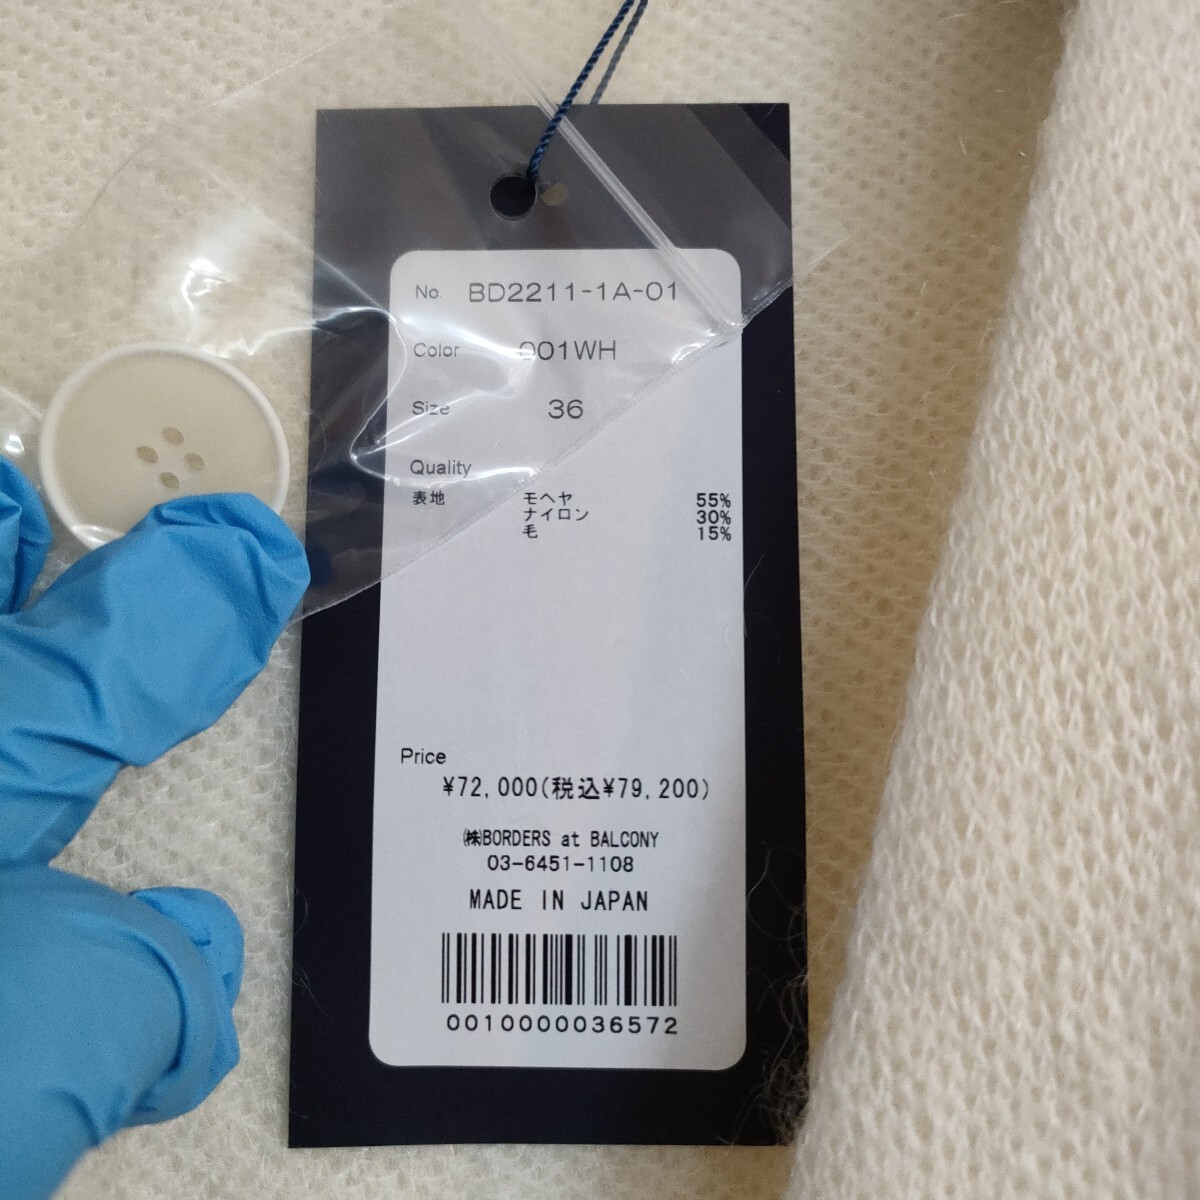 No. BD2211-1A-01
Color 001WH
Size 36
Quality
表地 モヘヤ 55%
ナイロン 30%
毛 15%
Price
¥72,000(税込¥79,200)
㈱BORDERS at BALCONY
03-6451-1108
MADE IN JAPAN
0010000036572